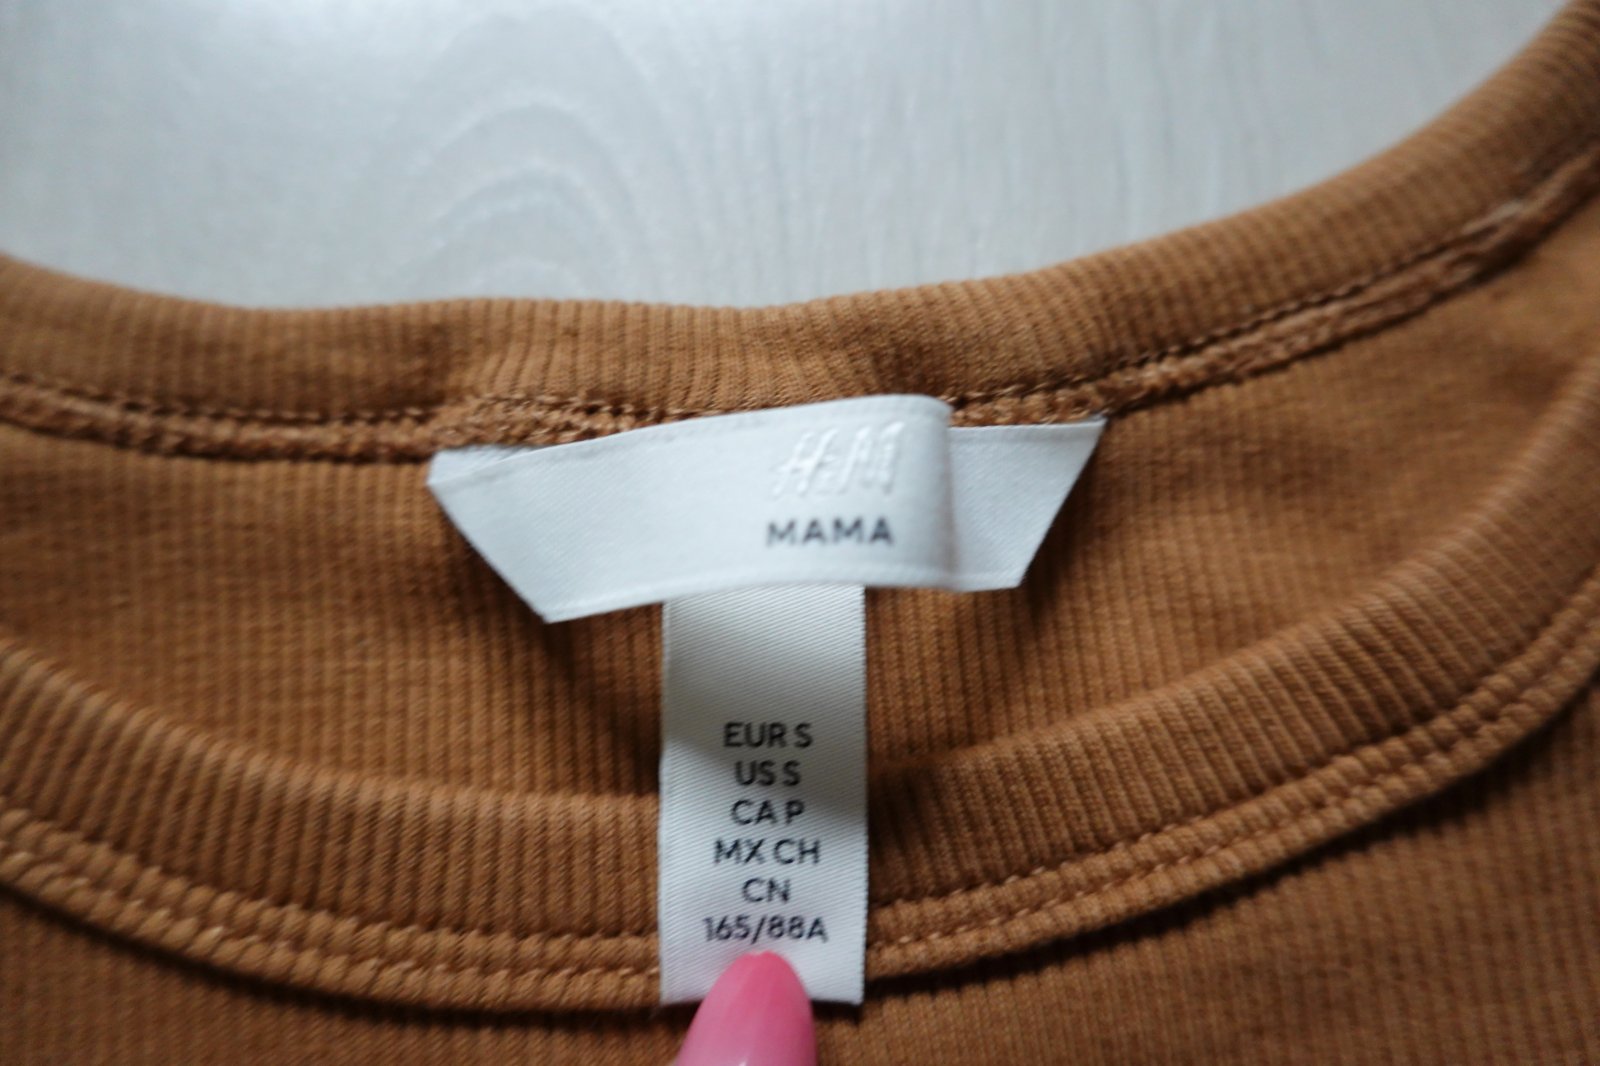 H&M
MAMA
EUR S
US S
CA P
MX CH
CN
165/88A